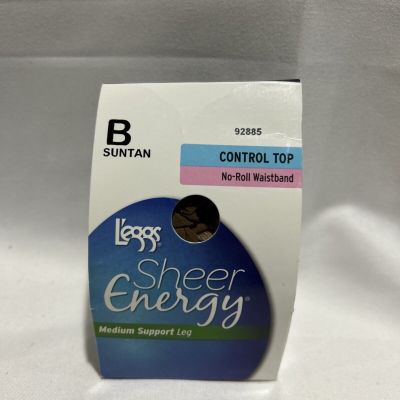 B
SUNTAN
92885
CONTROL TOP
No-Roll Waistband
L'eggs
Sheer
Energy®
Medium Support Leg